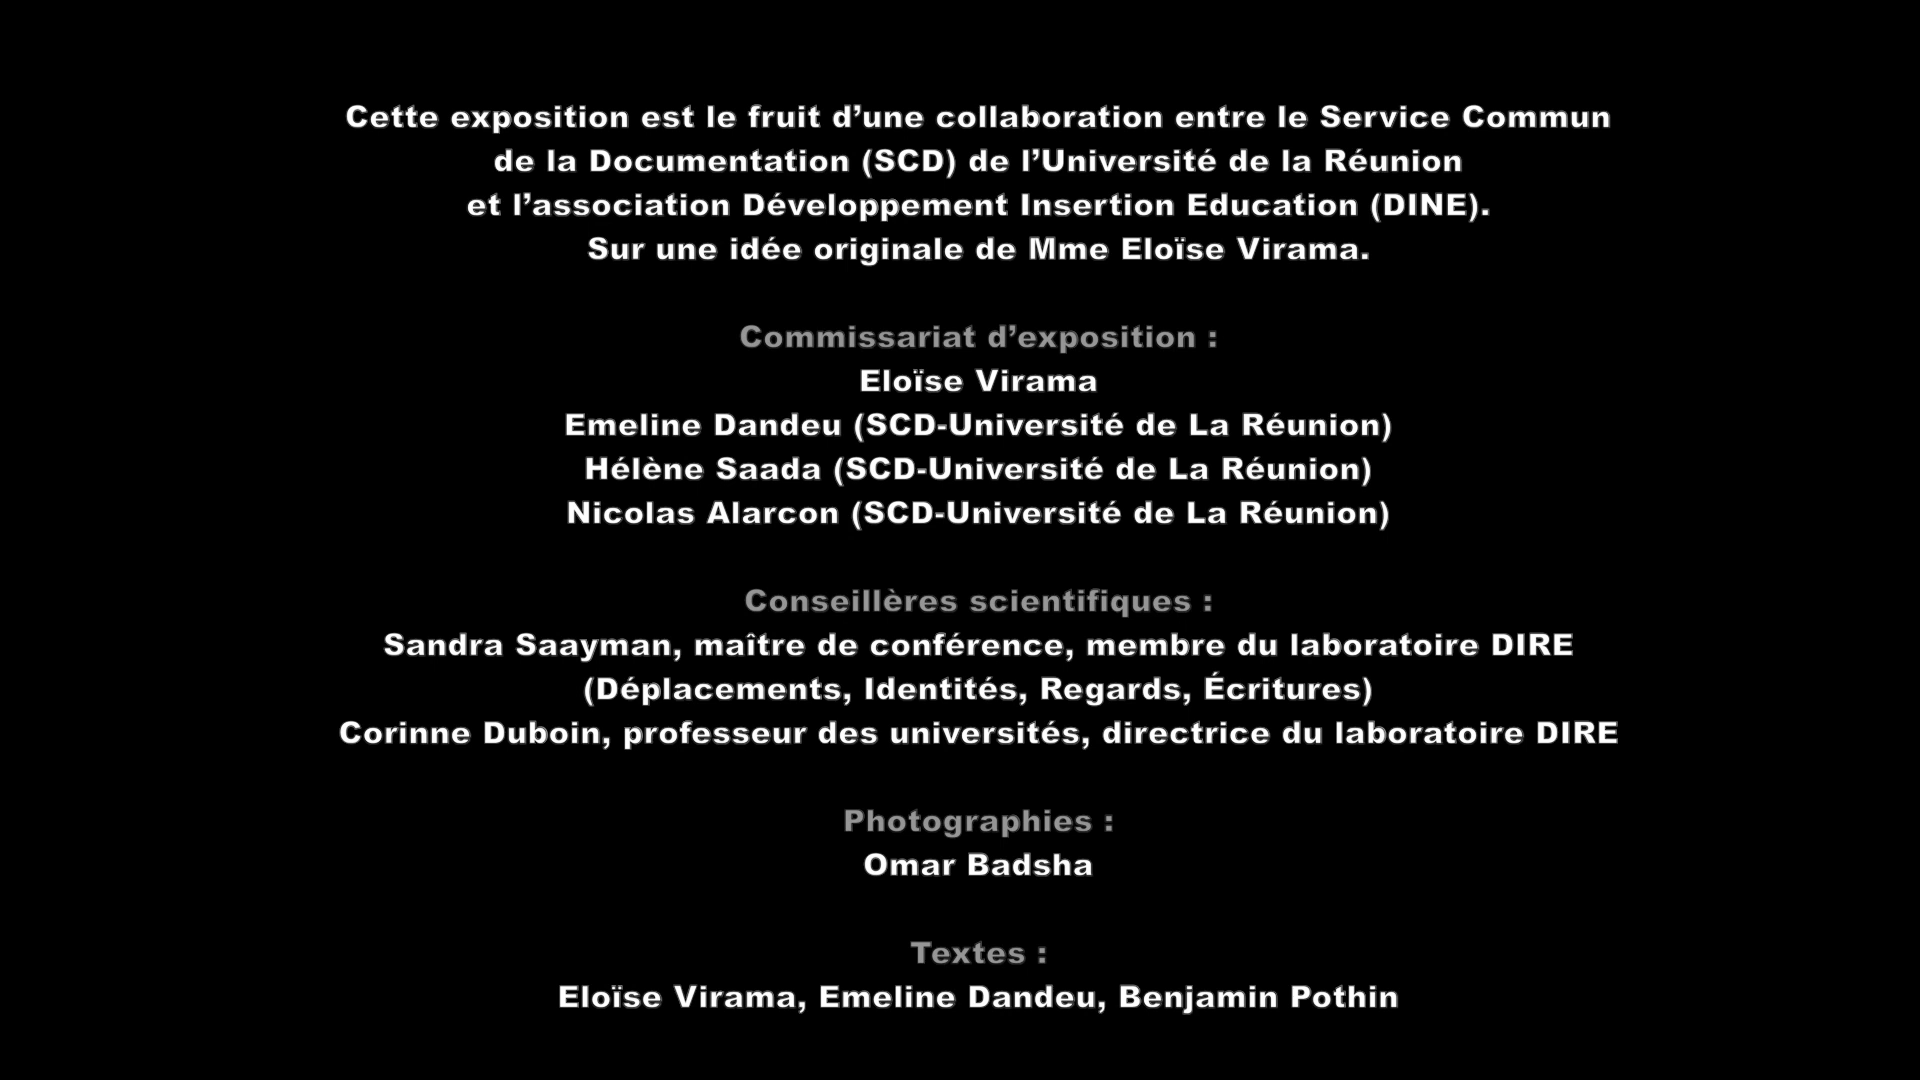 Cette exposition est le fruit d’une collaboration entre le Service Commun
de la Documentation (SCD) de l’Université de la Réunion
et l’association Développement Insertion Education (DINE).
Sur une idée originale de Mme Eloïse Virama.
Commissariat d’exposition :
Eloïse Virama
Emeline Dandeu (SCD-Université de La Réunion)
Hélène Saada (SCD-Université de La Réunion)
Nicolas Alarcon (SCD-Université de La Réunion)
Conseillères scientifiques :
Sandra Saayman, maître de conférence, membre du laboratoire DIRE
(Déplacements, Identités, Regards, Écritures)
Corinne Duboin, professeur des universités, directrice du laboratoire DIRE
Photographies :
Omar Badsha
Textes :
Eloïse Virama, Emeline Dandeu, Benjamin Pothin